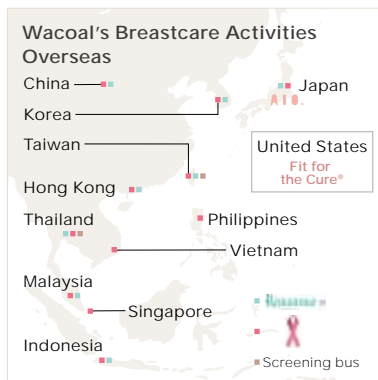 Wacoal's Breastcare Activities
Overseas
China
Japan
AIO.
Korea
Taiwan
United States
Fit for
the Cure®
Hong Kong
Thailand
Philippines
Vietnam
Malaysia
Singapore
Indonesia
Screening bus